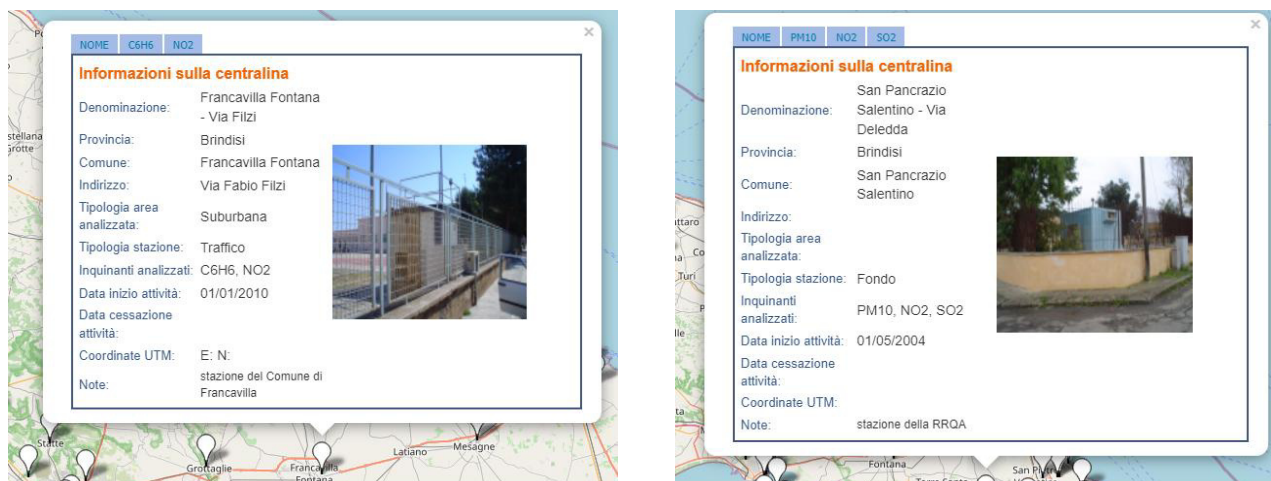 NOME C6H6 NO2
×
Informazioni sulla centralina
Denominazione: Francavilla Fontana
- Via Filzi
Provincia: Brindisi
Comune: Francavilla Fontana
Indirizzo: Via Fabio Filzi
Tipologia area
analizzata: Suburbana
Tipologia stazione: Traffico
Inquinanti analizzati: C6H6, NO2
Data inizio attività: 01/01/2010
Data cessazione
attività:
Coordinate UTM: E: N:
Note: stazione del Comune di
Francavilla
Statte
Grottaglie
Francavilla
Fontana
Latiano
Mesagne
NOME PM10 NO2 SO2
×
Informazioni sulla centralina
Denominazione: San Pancrazio
Salentino - Via
Deledda
Provincia: Brindisi
Comune: San Pancrazio
Salentino
Indirizzo:
Tipologia area
analizzata:
Tipologia stazione: Fondo
Inquinanti
analizzati: PM10, NO2, SO2
Data inizio attività: 01/05/2004
Data cessazione
attività:
Coordinate UTM:
Note: stazione della RRQA
Turi
Fontana